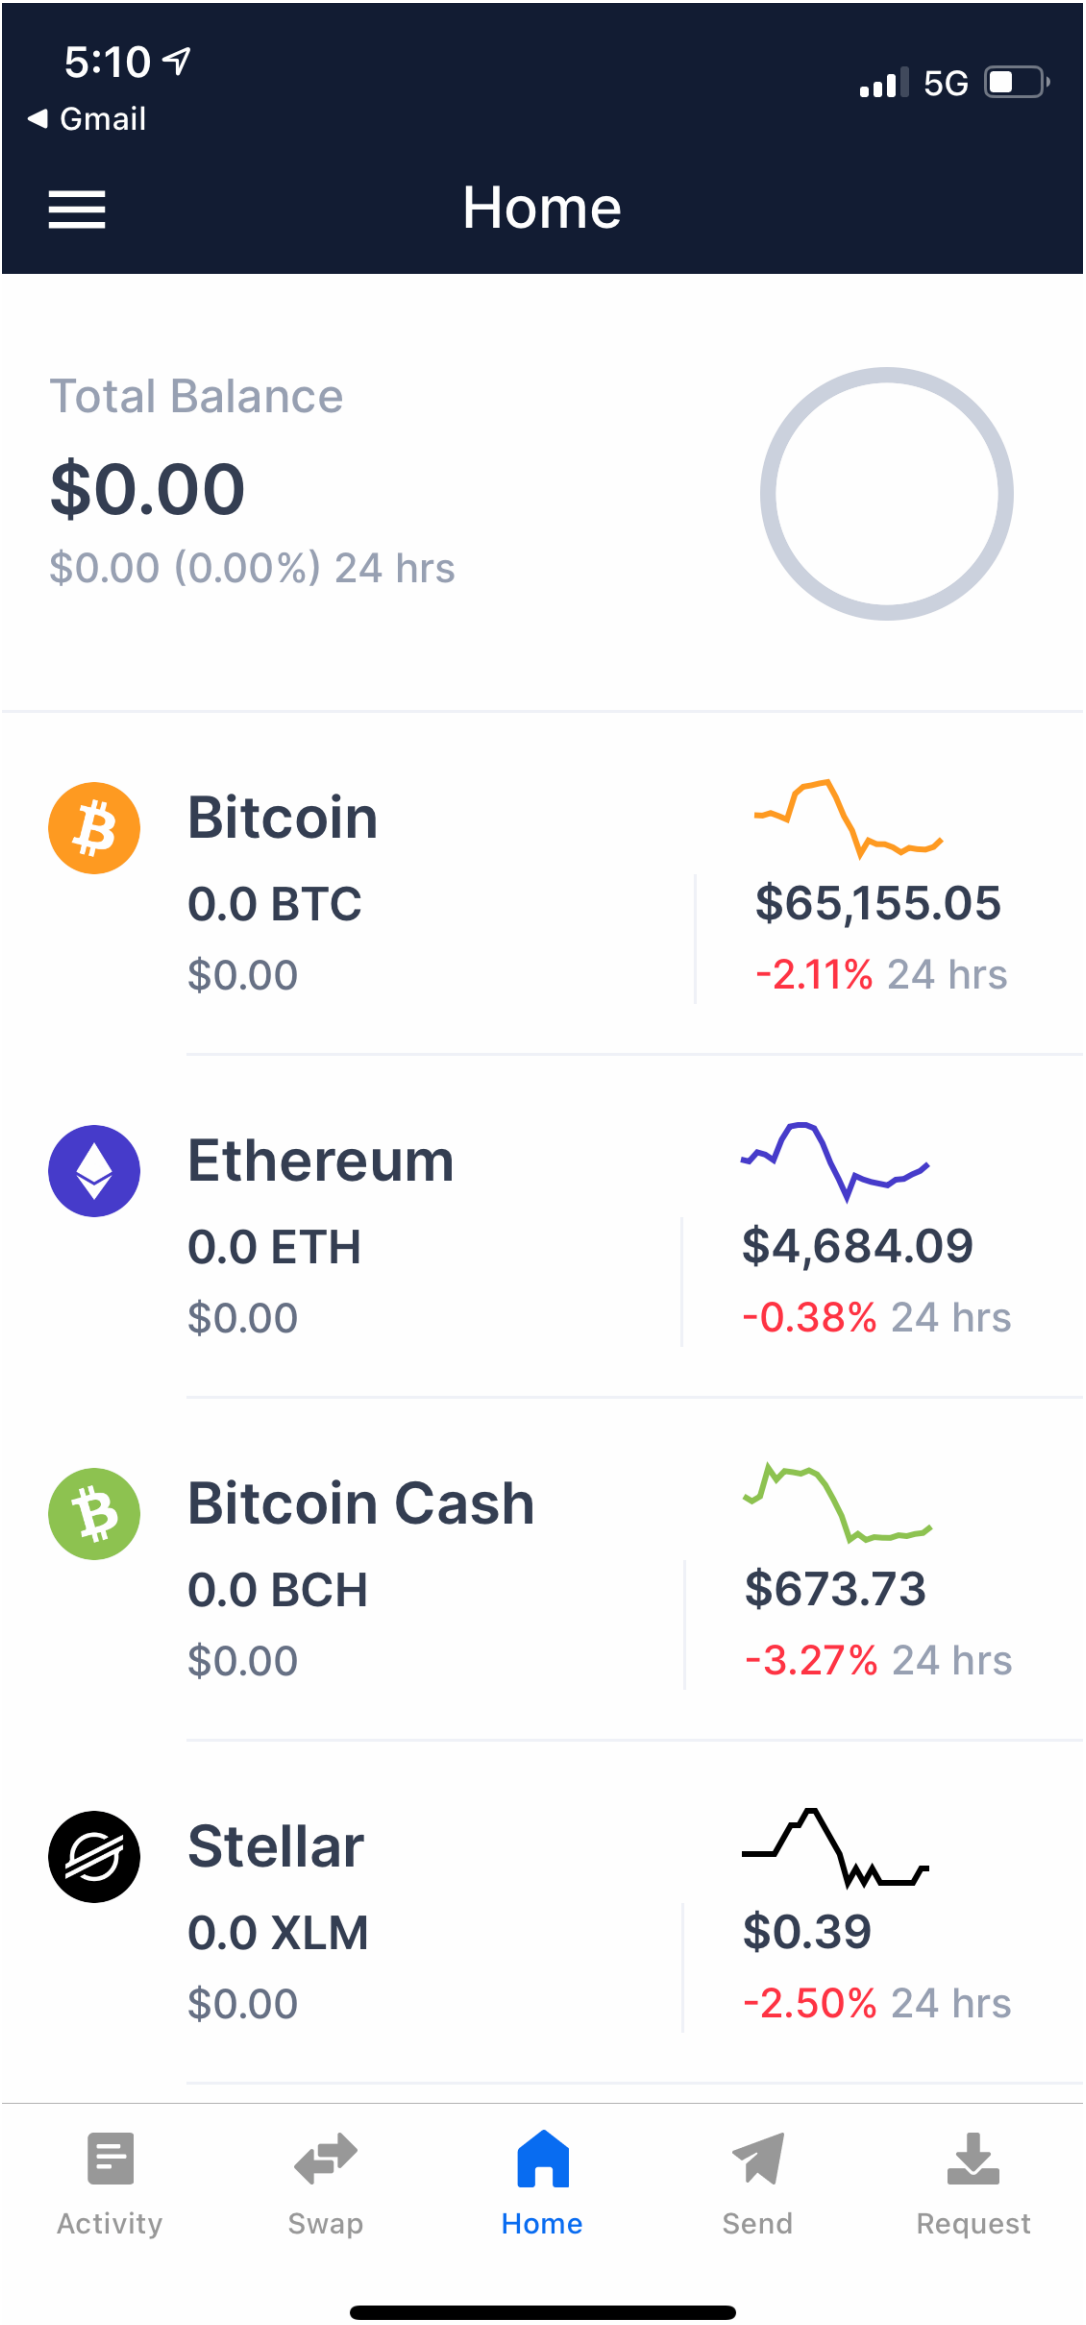 5:10
5G
Gmail
Home
Total Balance
$0.00
$0.00 (0.00%) 24 hrs
Bitcoin
0.0 BTC
$65,155.05
$0.00
-2.11% 24 hrs
Ethereum
0.0 ETH
$4,684.09
$0.00
-0.38% 24 hrs
Bitcoin Cash
0.0 BCH
$673.73
$0.00
-3.27% 24 hrs
Stellar
0.0 XLM
$0.39
$0.00
-2.50% 24 hrs
Activity
Swap
Home
Send
Request